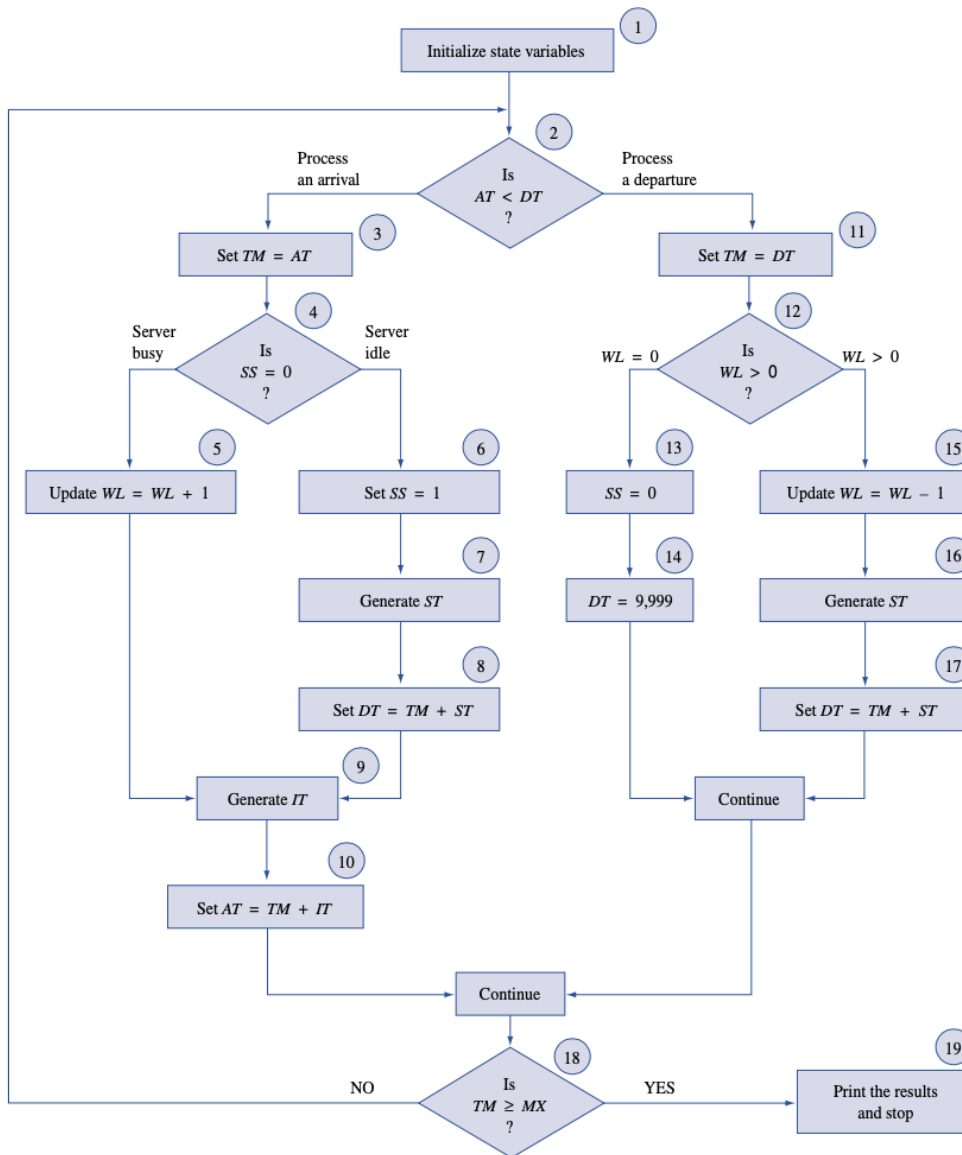 1
Initialize state variables
2
Process
an arrival
Is
AT < DT
?
Process
a departure
3
Set TM = AT
11
Set TM = DT
4
Server
busy
Is
SS = 0
?
Server
idle
12
WL = 0
Is
WL > 0
?
WL > 0
5
Update WL = WL + 1
6
Set SS = 1
13
SS = 0
15
Update WL = WL – 1
7
Generate ST
14
DT = 9,999
16
Generate ST
8
Set DT = TM + ST
17
Set DT = TM + ST
9
Generate IT
Continue
10
Set AT = TM + IT
Continue
18
NO
Is
TM ≥ MX
?
YES
19
Print the results
and stop